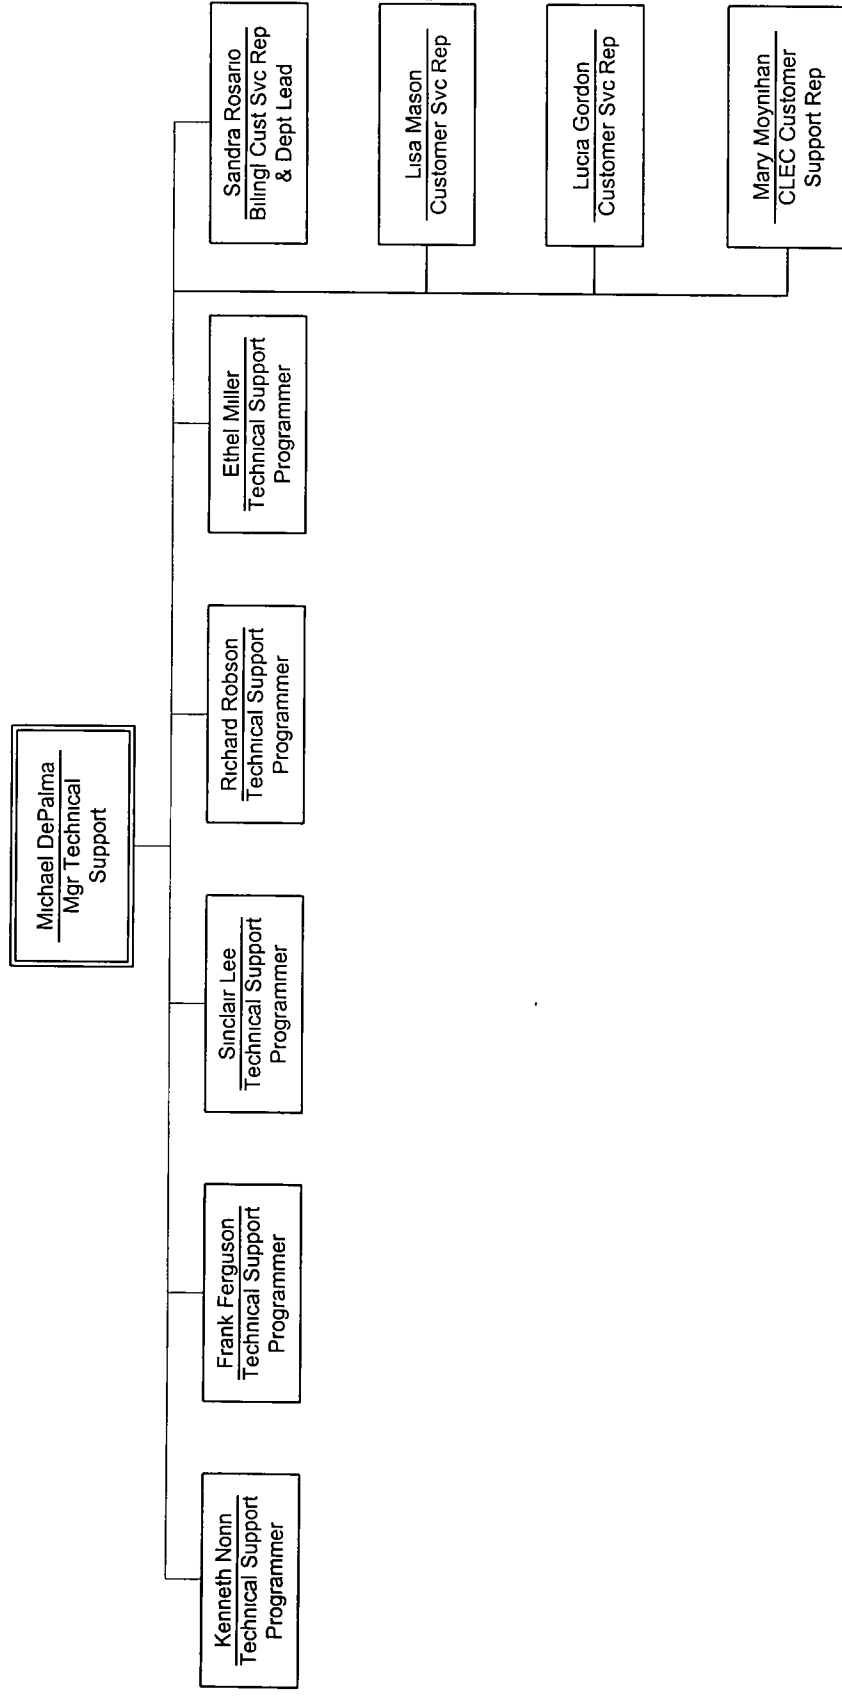 Michael DePalma
Mgr Technical
Support
Kenneth Nonn
Technical Support
Programmer
Frank Ferguson
Technical Support
Programmer
Sinclair Lee
Technical Support
Programmer
Richard Robson
Technical Support
Programmer
Ethel Miller
Technical Support
Programmer
Sandra Rosario
Bilingl Cust Svc Rep
& Dept Lead
Lisa Mason
Customer Svc Rep
Lucia Gordon
Customer Svc Rep
Mary Moynihan
CLEC Customer
Support Rep